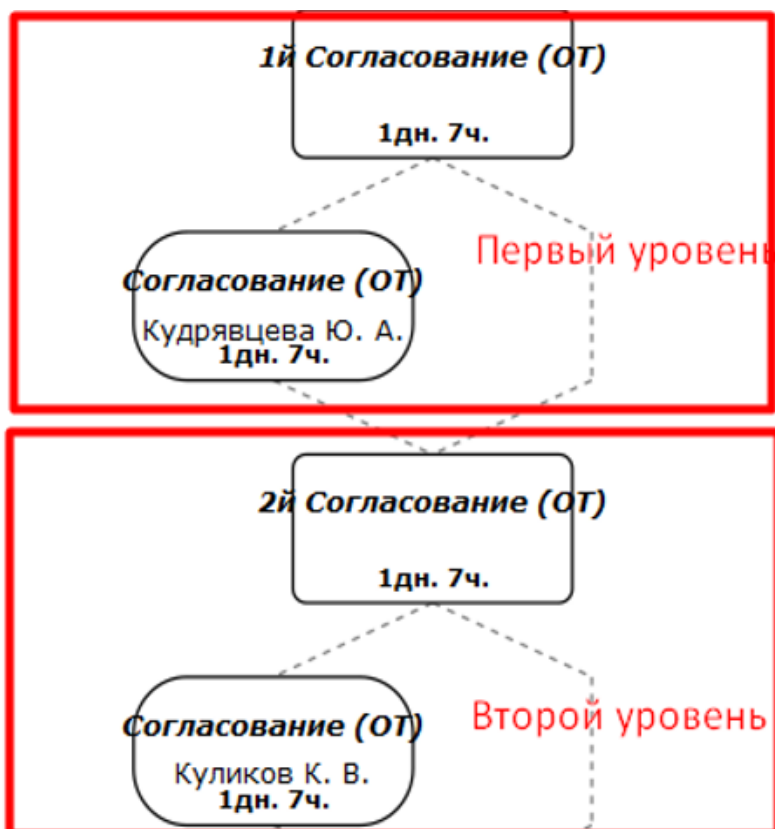 1й Согласование (ОТ)
1дн. 7ч.
Первый уровень
Согласование (ОТ)
Кудрявцева Ю. А.
1дн. 7ч.
2й Согласование (ОТ)
1дн. 7ч.
Второй уровень
Согласование (ОТ)
Куликов К. В.
1дн. 7ч.